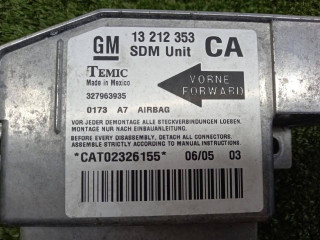 GM 13 212 353 CA
SDM Unit
TEMIC
Made in Mexico
VORNE
FORWARD
327963935
0173 A7 AIRBAG
VOR JEDER DEMONTAGE ALLE STECKVERBINDUNGEN LOESEN,
MONTAGE NUR NACH EINBAUANLEITUNG.
BEFORE EVERY DISASSEMBLY, DETACH ALL CONNECTORS.
ASSEMBLY ONLY ACCORDING TO MANUAL INSTRUCTIONS.
*CAT02326155* 06/05 03